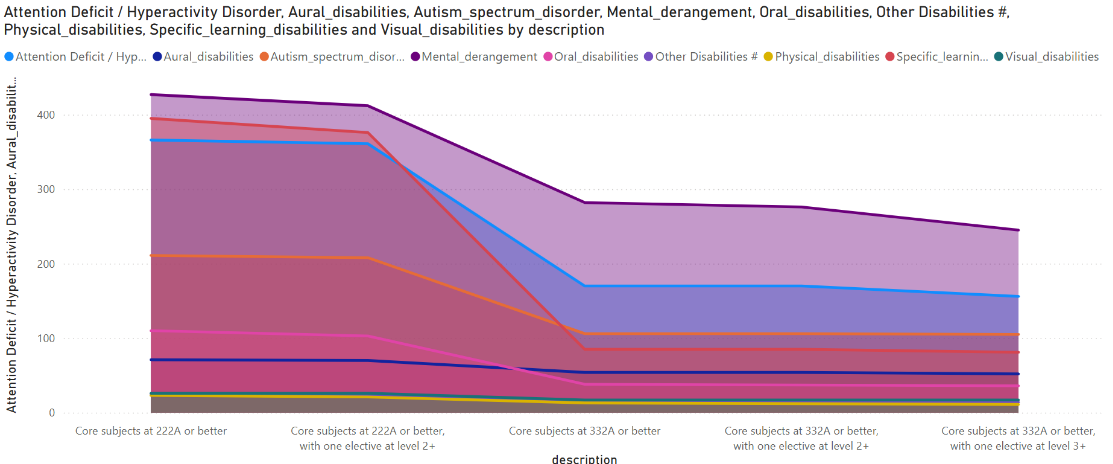 Attention Deficit / Hyperactivity Disorder, Aural_disabilities, Autism_spectrum_disorder, Mental_derangement, Oral_disabilities, Other Disabilities #,
Physical_disabilities, Specific_learning_disabilities and Visual_disabilities by description
Attention Deficit / Hyp... Aural_disabilities Autism_spectrum_disor... Mental_derangement Oral_disabilities Other Disabilities # Physical_disabilities Specific_learnin... Visual_disabilities
Attention Deficit / Hyperactivity Disorder, Aural_disabilit...
400
300
200
100
0
Core subjects at 222A or better
Core subjects at 222A or better,
with one elective at level 2+
Core subjects at 332A or better
Core subjects at 332A or better,
with one elective at level 2+
Core subjects at 332A or better,
with one elective at level 3+
description